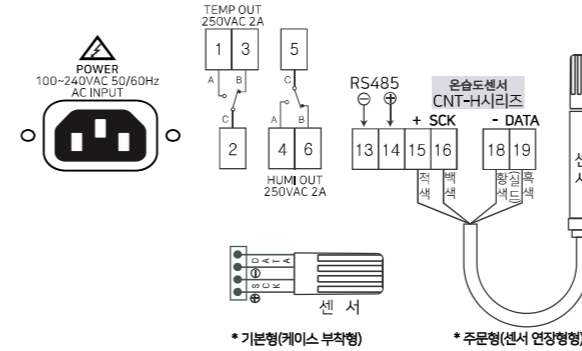 POWER
100~240VAC 50/60Hz
AC INPUT
TEMP OUT
250VAC 2A
1 3
A B
C
2
5
C
A B
4 6
HUMI OUT
250VAC 2A
RS485
⊖ ⊕
온습도센서
CNT-H시리즈
+ SCK - DATA
13 14 15 16 18 19
적색 백색 황색 (실드) 흑색
센서
DATA
⊖
SCK
⊕
센 서
* 기본형(케이스 부착형)
* 주문형(센서 연장형형)